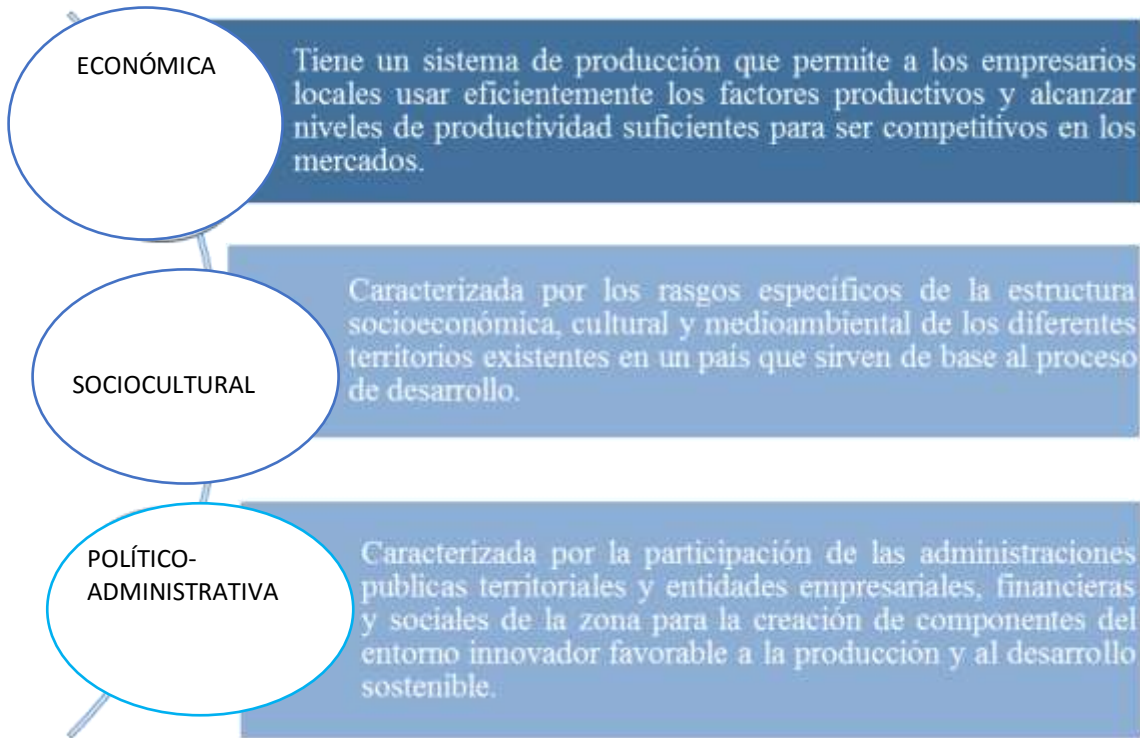 ECONÓMICA
Tiene un sistema de producción que permite a los empresarios
locales usar eficientemente los factores productivos y alcanzar
niveles de productividad suficientes para ser competitivos en los
mercados.
SOCIOCULTURAL
Caracterizada por los rasgos específicos de la estructura
socioeconómica, cultural y medioambiental de los diferentes
territorios existentes en un país que sirven de base al proceso
de desarrollo.
POLÍTICO-
ADMINISTRATIVA
Caracterizada por la participación de las administraciones
publicas territoriales y entidades empresariales, financieras
y sociales de la zona para la creación de componentes del
entorno innovador favorable a la producción y al desarrollo
sostenible.